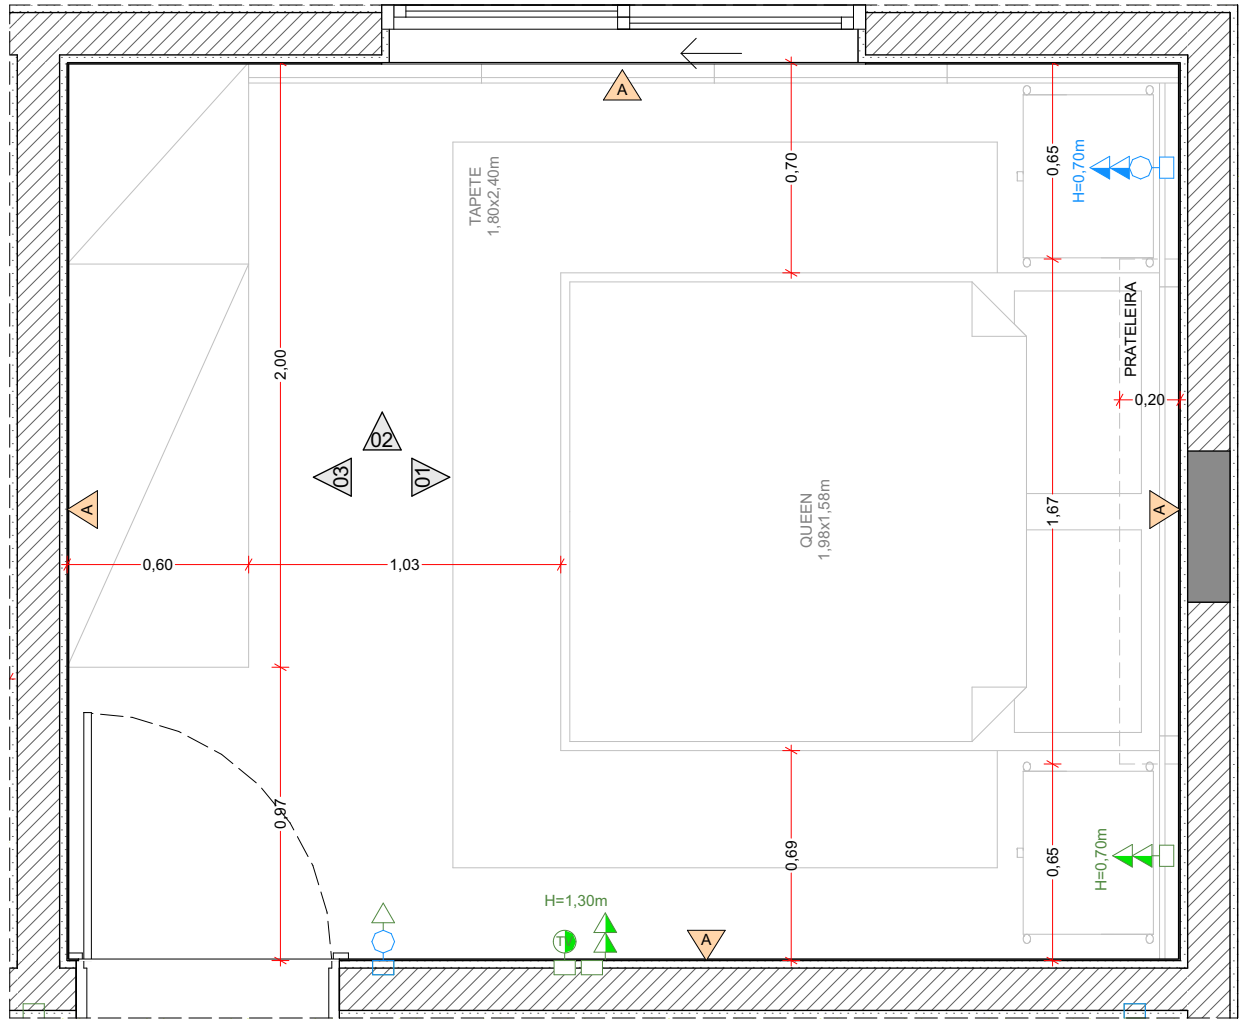 A
TAPETE
1,80x2,40m
0,70
0,65
H=0,70m
PRATELEIRA
2,00
0,20
02
03
01
A
QUEEN
1,98x1,58m
1,67
A
0,60
1,03
0,97
0,69
0,65
H=0,70m
H=1,30m
TV
A